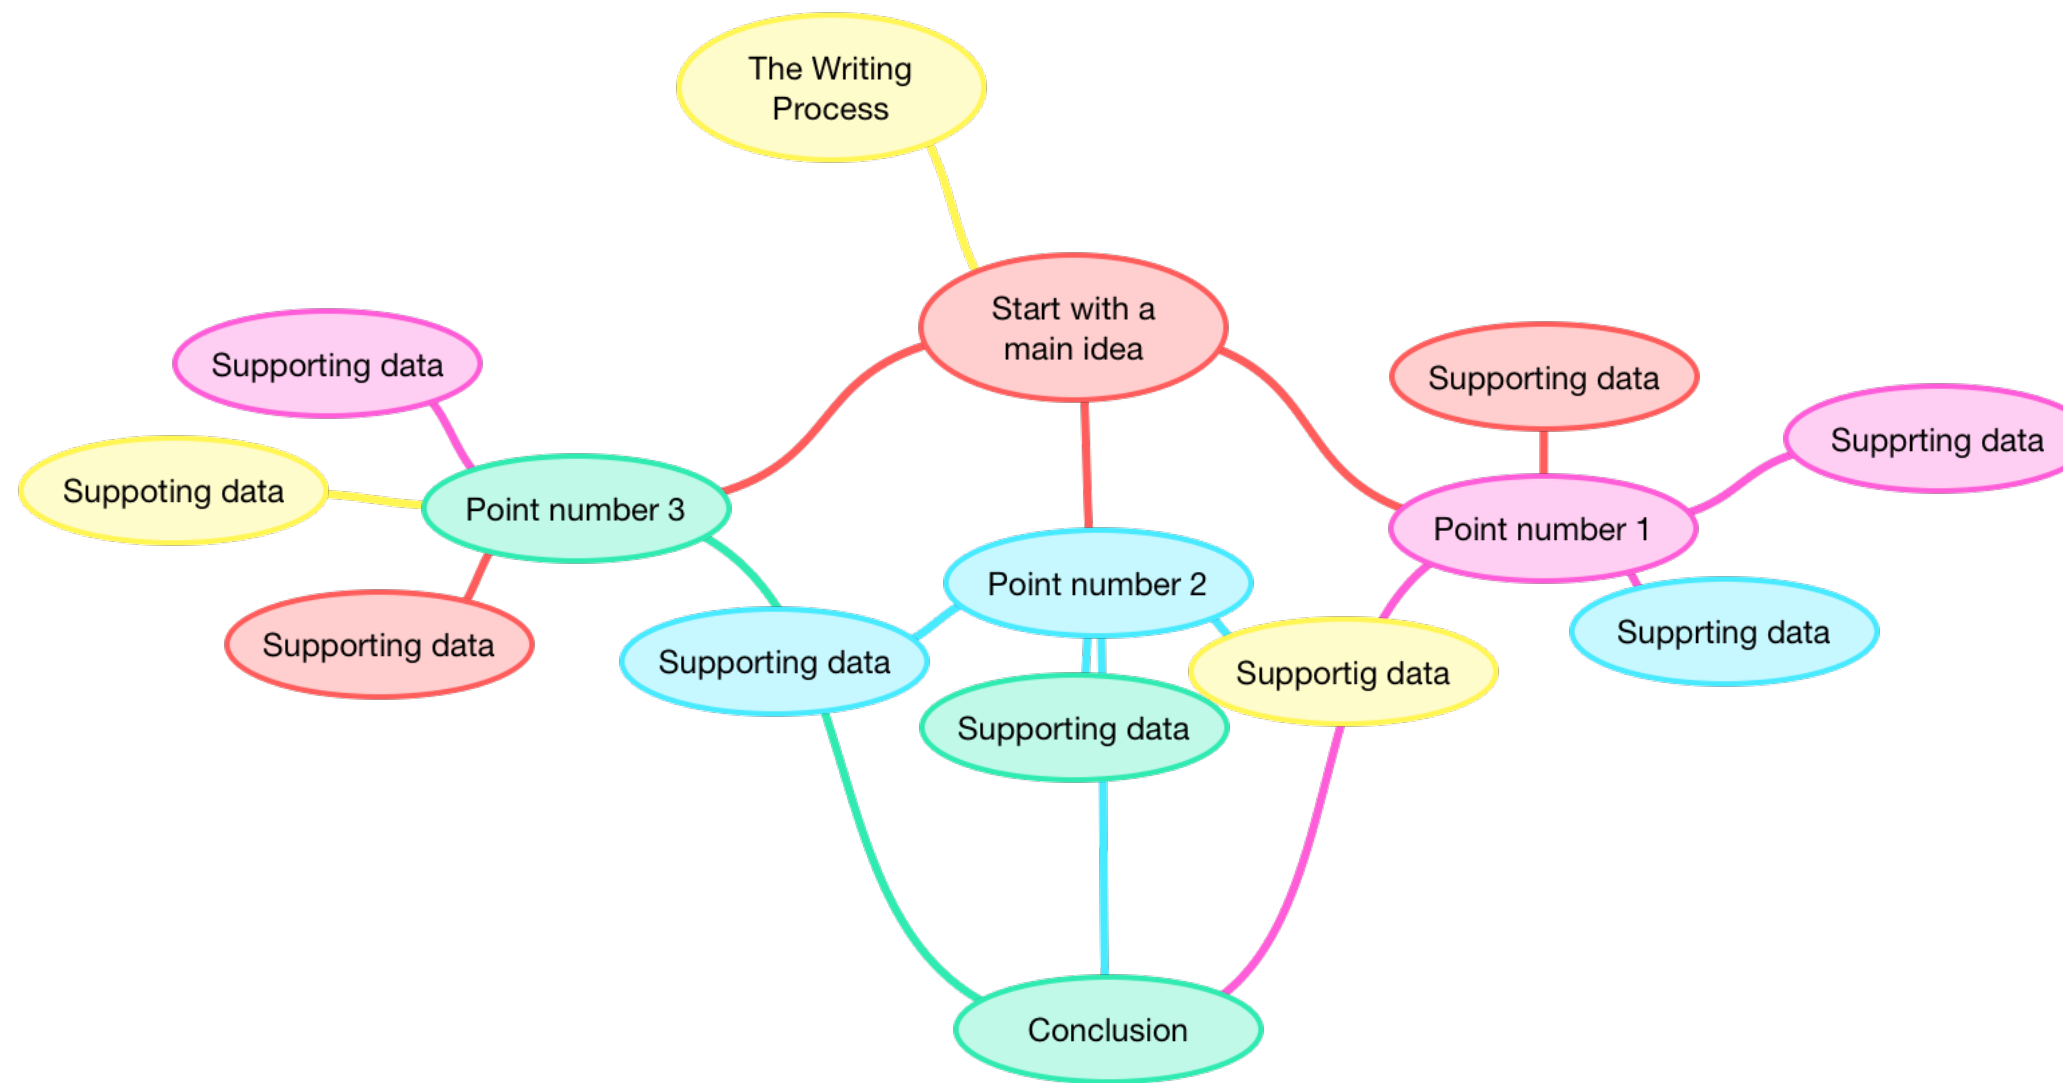 The Writing
Process
Start with a
main idea
Supporting data
Supporting data
Supprting data
Suppoting data
Point number 3
Point number 1
Point number 2
Supprting data
Supporting data
Supporting data
Supportig data
Supporting data
Conclusion